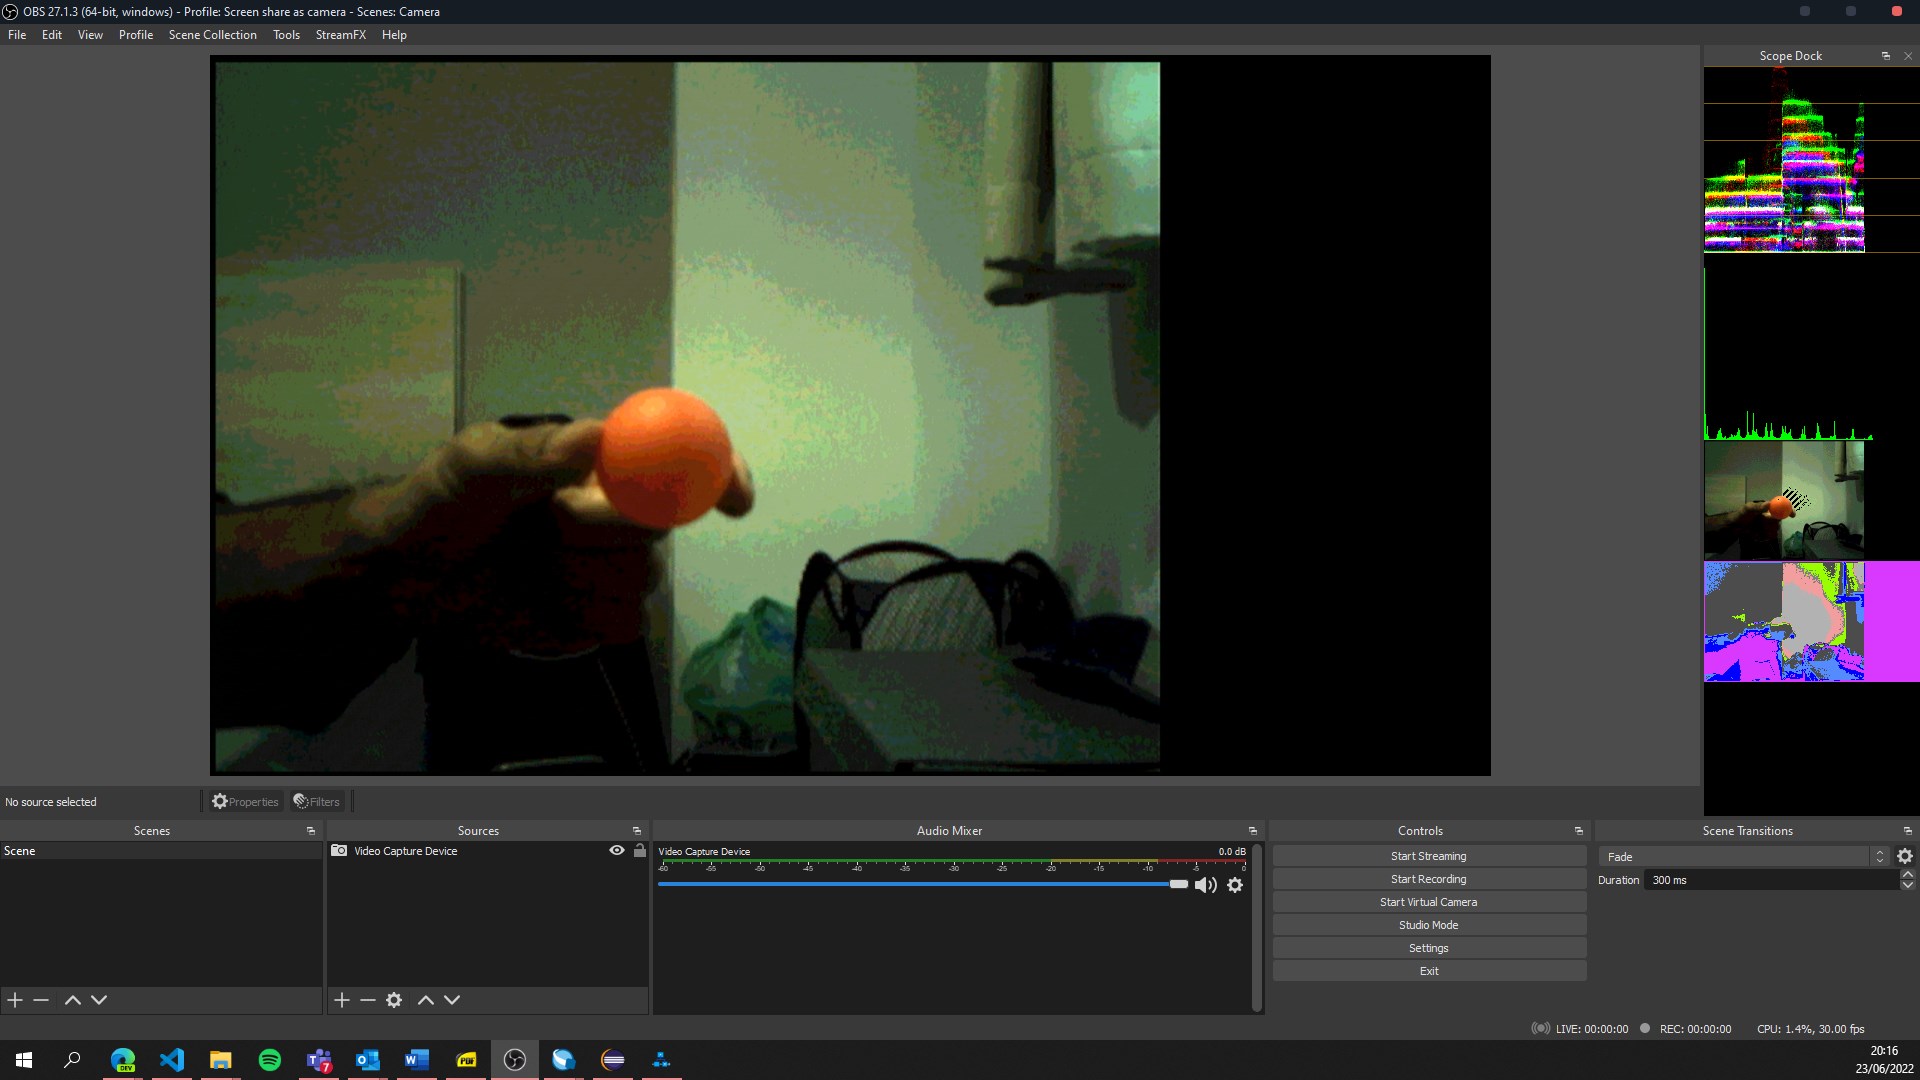 OBS 27.1.3 (64-bit, windows) - Profile: Screen share as camera - Scenes: Camera
File Edit View Profile Scene Collection Tools StreamFX Help
Scope Dock
No source selected
Properties
Filters
Scenes
Scene
Sources
Video Capture Device
Audio Mixer
Video Capture Device 0.0 dB
-60 -55 -50 -45 -40 -35 -30 -25 -20 -15 -10 -5 0
Controls
Start Streaming
Start Recording
Start Virtual Camera
Studio Mode
Settings
Exit
Scene Transitions
Fade
Duration 300 ms
LIVE: 00:00:00 REC: 00:00:00 CPU: 1.4%, 30.00 fps
DEV
T 7
O
W
PDF
20:16
23/06/2022